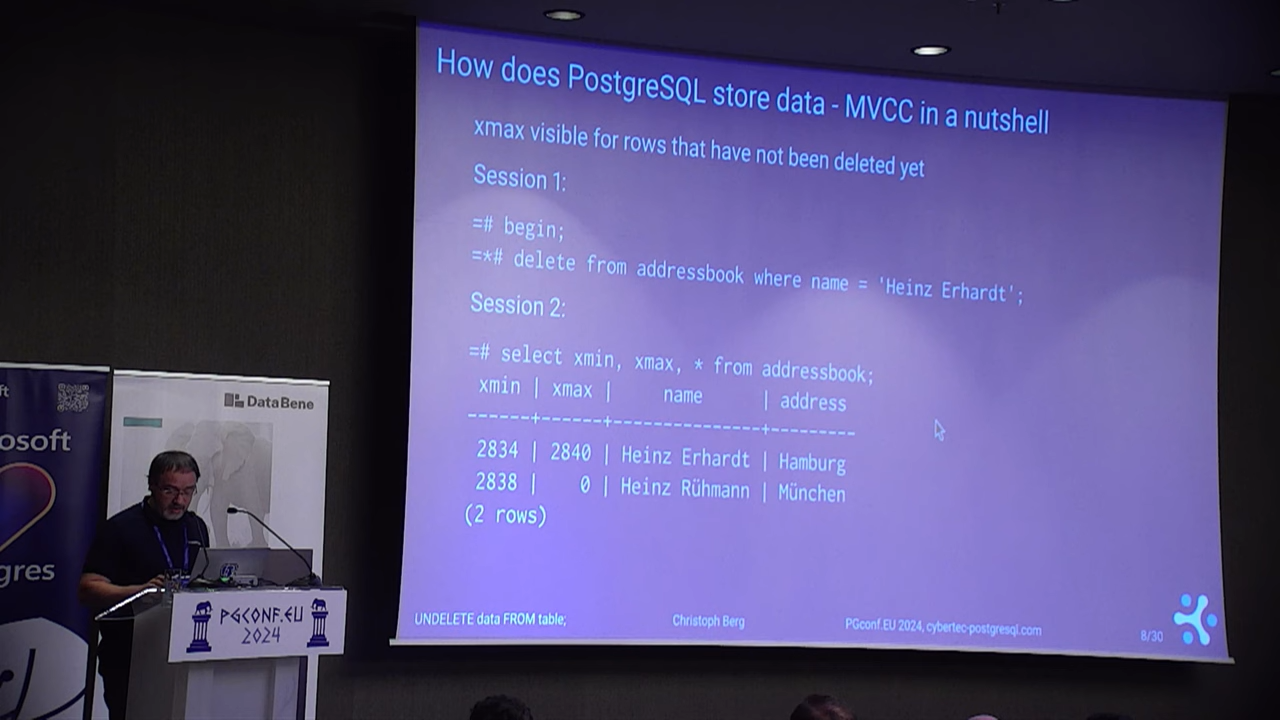 How does PostgreSQL store data - MVCC in a nutshell
xmax visible for rows that have not been deleted yet
Session 1:
=# begin;
=*# delete from addressbook where name = 'Heinz Erhardt';
Session 2:
=# select xmin, xmax, * from addressbook;
xmin | xmax | name | address
------+------+---------------+---------
2834 | 2840 | Heinz Erhardt | Hamburg
2838 | 0 | Heinz Rühmann | München
(2 rows)
UNDELETE data FROM table;
Christoph Berg
PGconf.EU 2024, cybertec-postgresql.com
8/30
ft
osoft
gres
DataBene
PGCONF.EU
2024